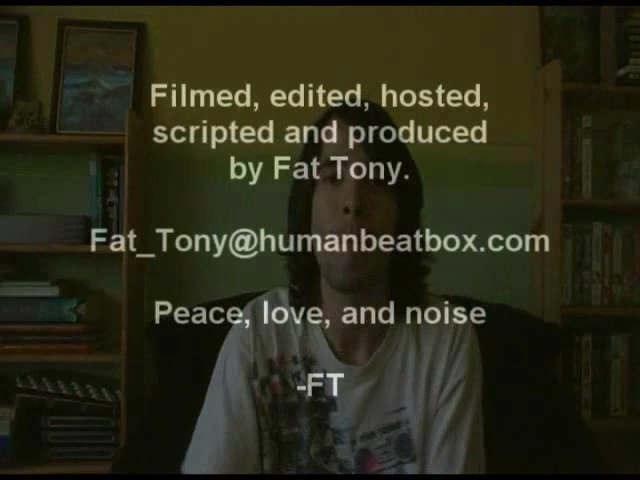 Filmed, edited, hosted,
scripted and produced
by Fat Tony.
Fat_Tony@humanbeatbox.com
Peace, love, and noise
-FT